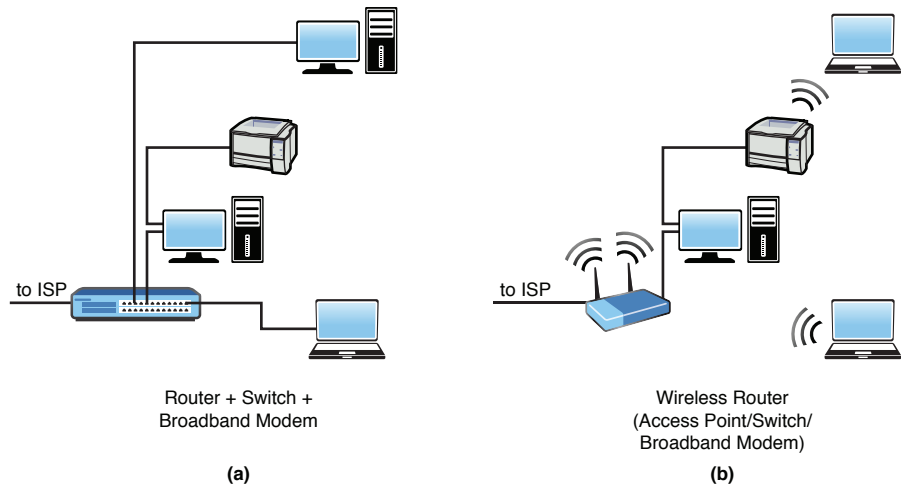 to ISP
Router + Switch +
Broadband Modem
(a)
to ISP
Wireless Router
(Access Point/Switch/
Broadband Modem)
(b)